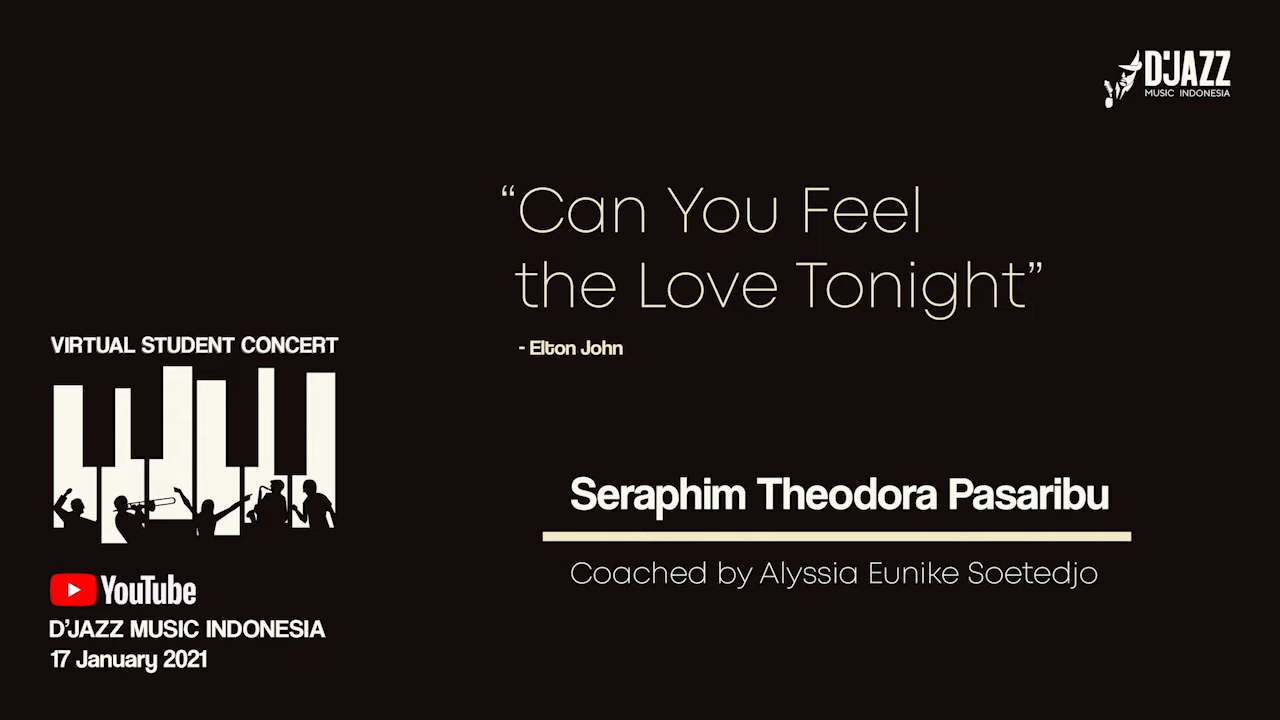 D'JAZZ
MUSIC INDONESIA
“Can You Feel
the Love Tonight”
- Elton John
VIRTUAL STUDENT CONCERT
Seraphim Theodora Pasaribu
Coached by Alyssia Eunike Soetedjo
YouTube
D’JAZZ MUSIC INDONESIA
17 January 2021